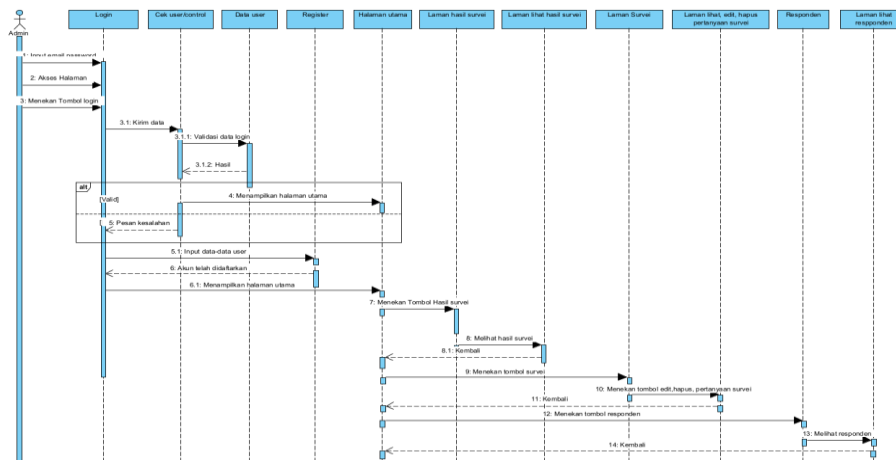 Login
Cek user/control
Data user
Register
Halaman utama
Laman hasil survei
Laman lihat hasil survei
Laman Survei
Laman lihat, edit, hapus
pertanyaan survei
Responden
Laman lihat
respponden
Admin
1: Input email password
2: Akses Halaman
3: Menekan Tombol login
3.1: Kirim data
3.1.1: Validasi data login
3.1.2: Hasil
alt
[Valid]
4: Menampilkan halaman utama
[
5: Pesan kesalahan
5.1: Input data-data user
6: Akun telah didaftarkan
6.1: Menampilkan halaman utama
7: Menekan Tombol Hasil survei
8: Melihat hasil survei
8.1: Kembali
9: Menekan tombol survei
10: Menekan tombol edit,hapus, pertanyaan survei
11: Kembali
12: Menekan tombol responden
13: Melihat responden
14: Kembali